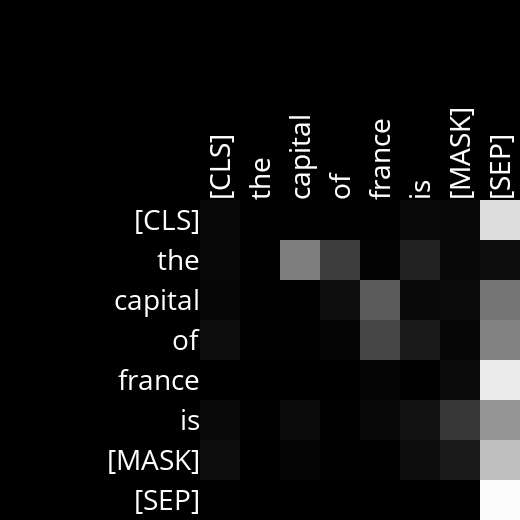 [CLS] the capital of france is [MASK] [SEP]
[CLS]
the
capital
of
france
is
[MASK]
[SEP]